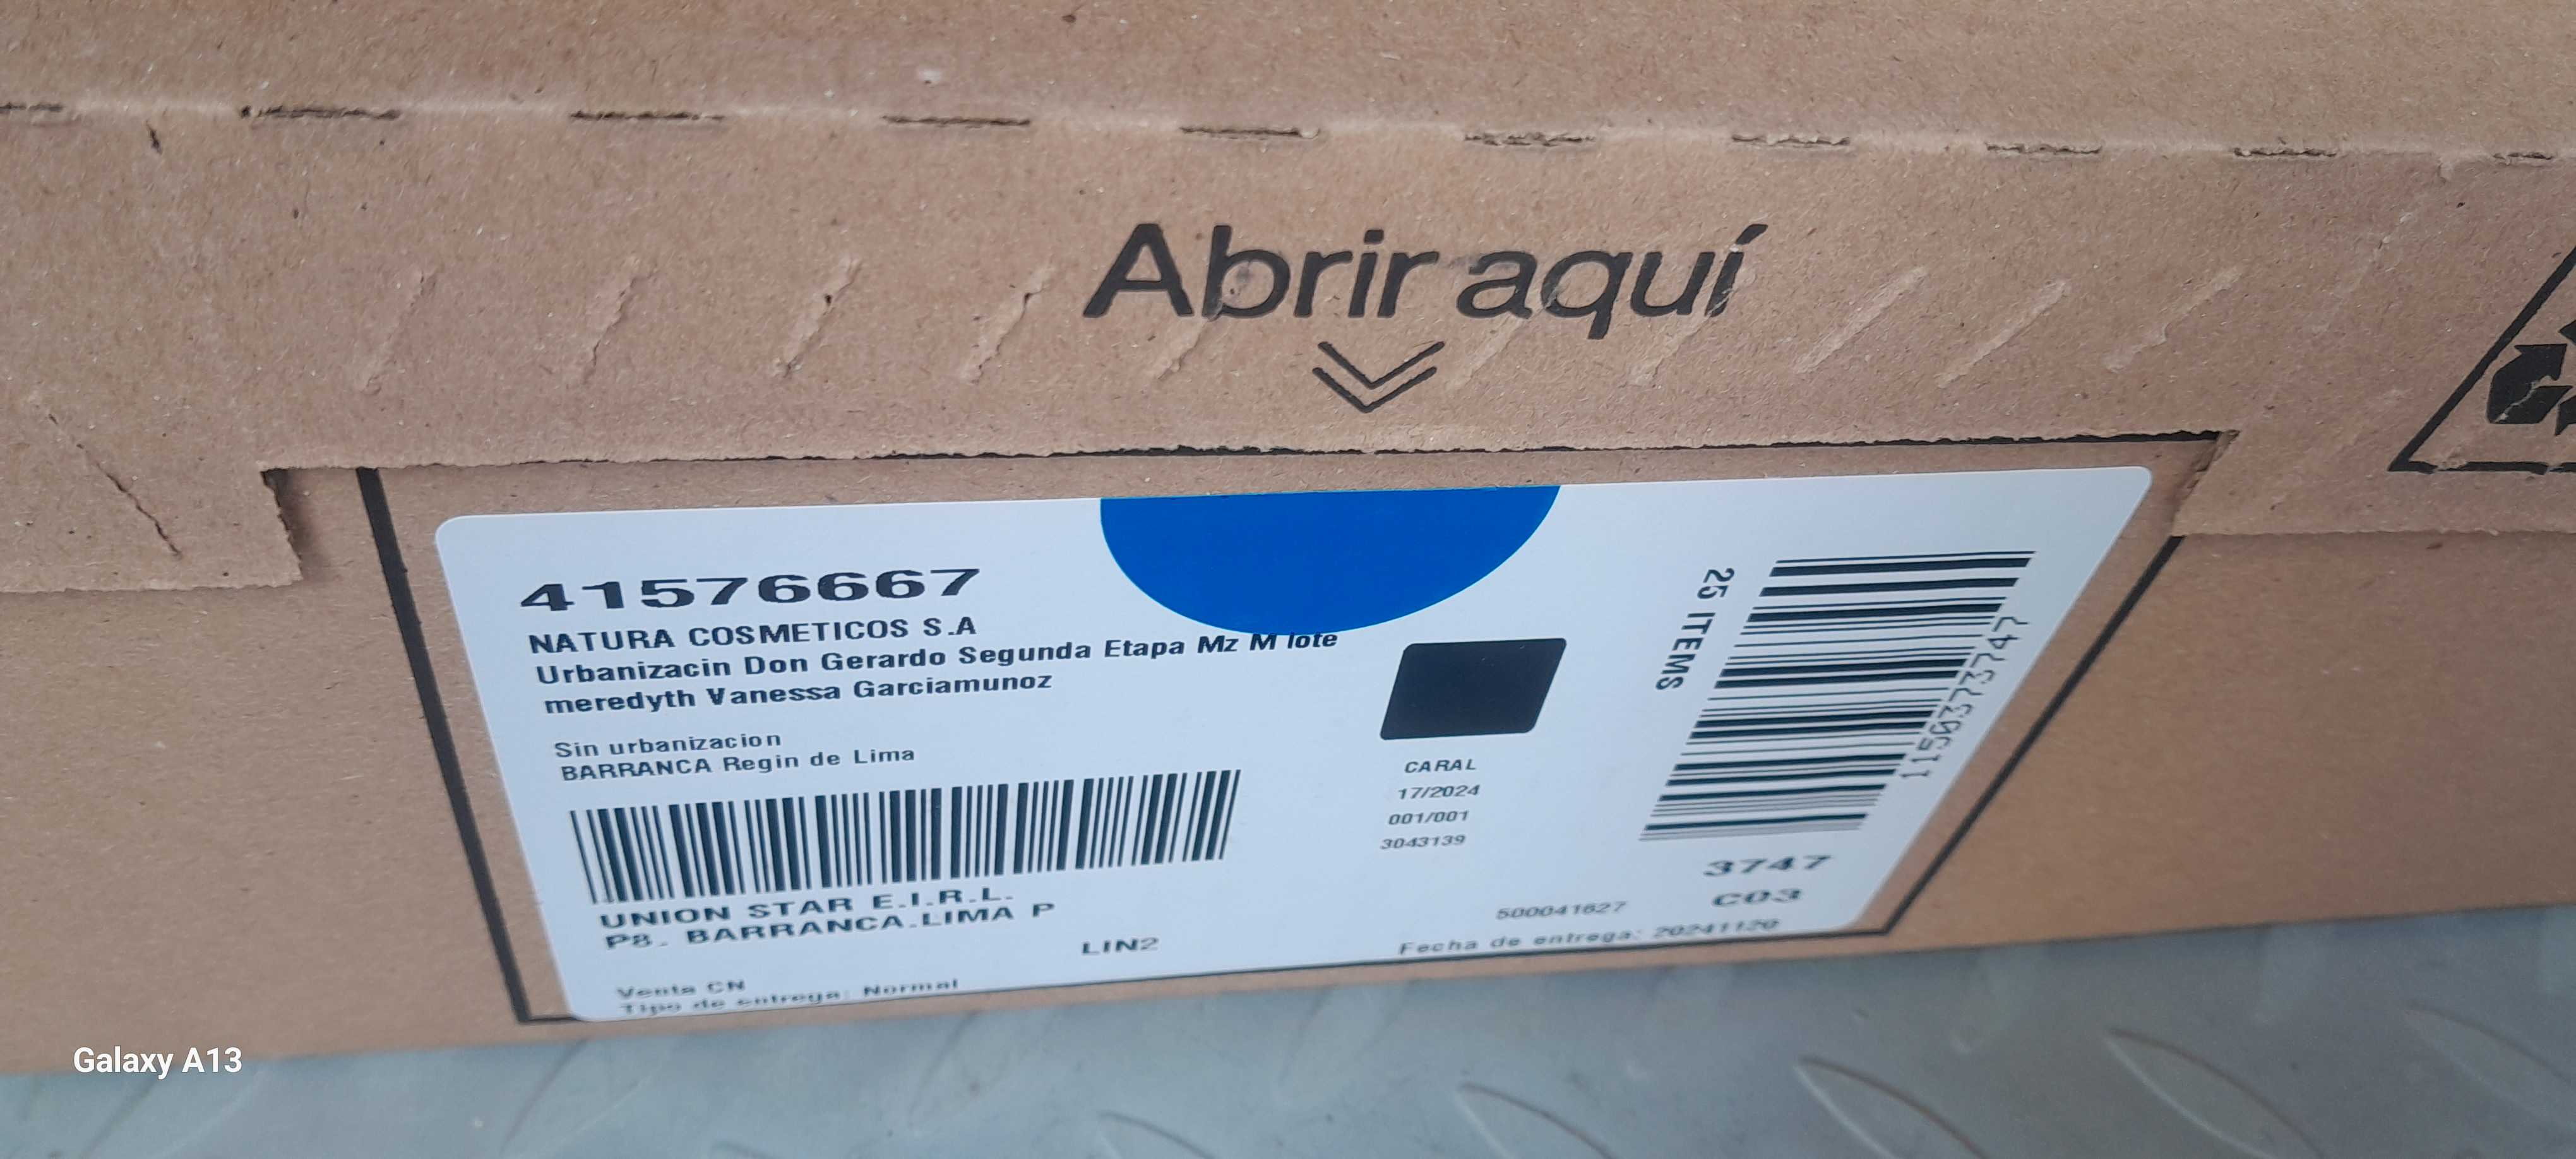 Abrir aquí
41576667
NATURA COSMETICOS S.A
Urbanizacin Don Gerardo Segunda Etapa Mz M lote
meredyth Vanessa Garciamunoz
Sin urbanizacion
BARRANCA Regin de Lima
UNION STAR E.I.R.L.
P8. BARRANCA.LIMA P
LIN2
Venta CN
Tipo de entrega: Normal
CARAL
17/2024
001/001
3043139
25 ITEMS
1150373747
3747
C03
500041627
Fecha de entrega: 20241120
Galaxy A13